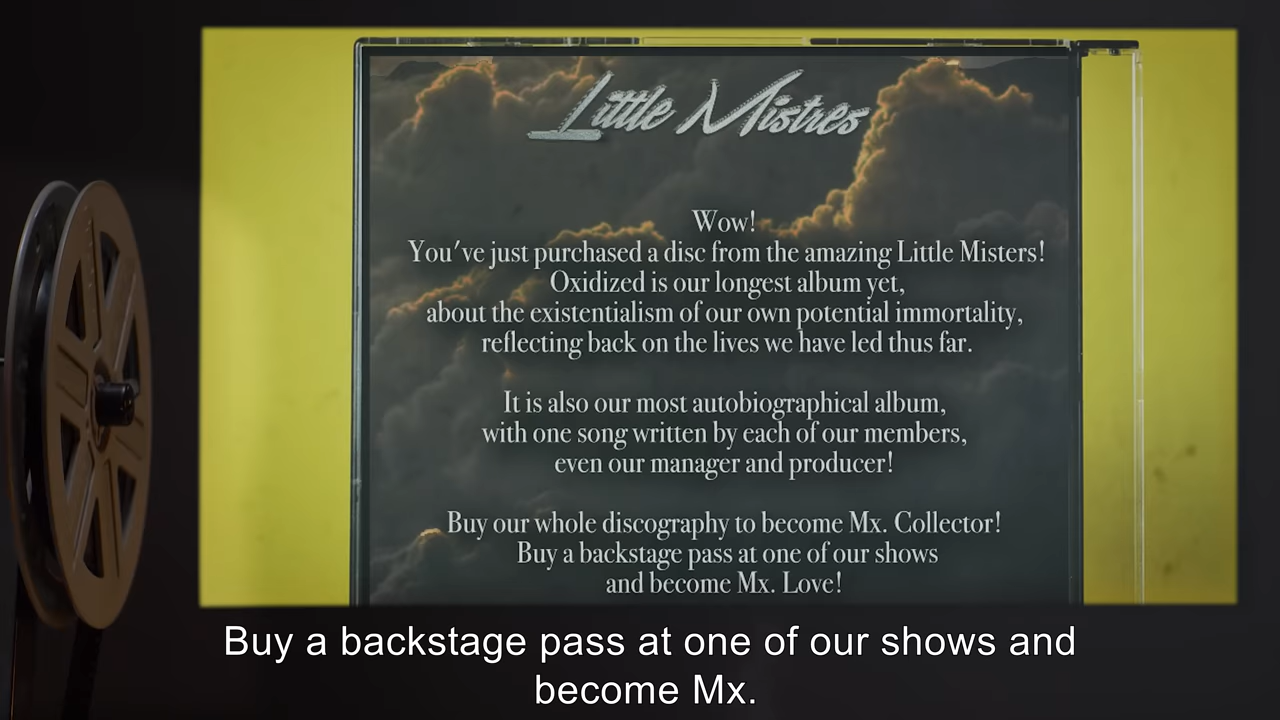 Little Mistres
Wow!
You've just purchased a disc from the amazing Little Misters!
Oxidized is our longest album yet,
about the existentialism of our own potential immortality,
reflecting back on the lives we have led thus far.
It is also our most autobiographical album,
with one song written by each of our members,
even our manager and producer!
Buy our whole discography to become Mx. Collector!
Buy a backstage pass at one of our shows
and become Mx. Love!
Buy a backstage pass at one of our shows and
become Mx.